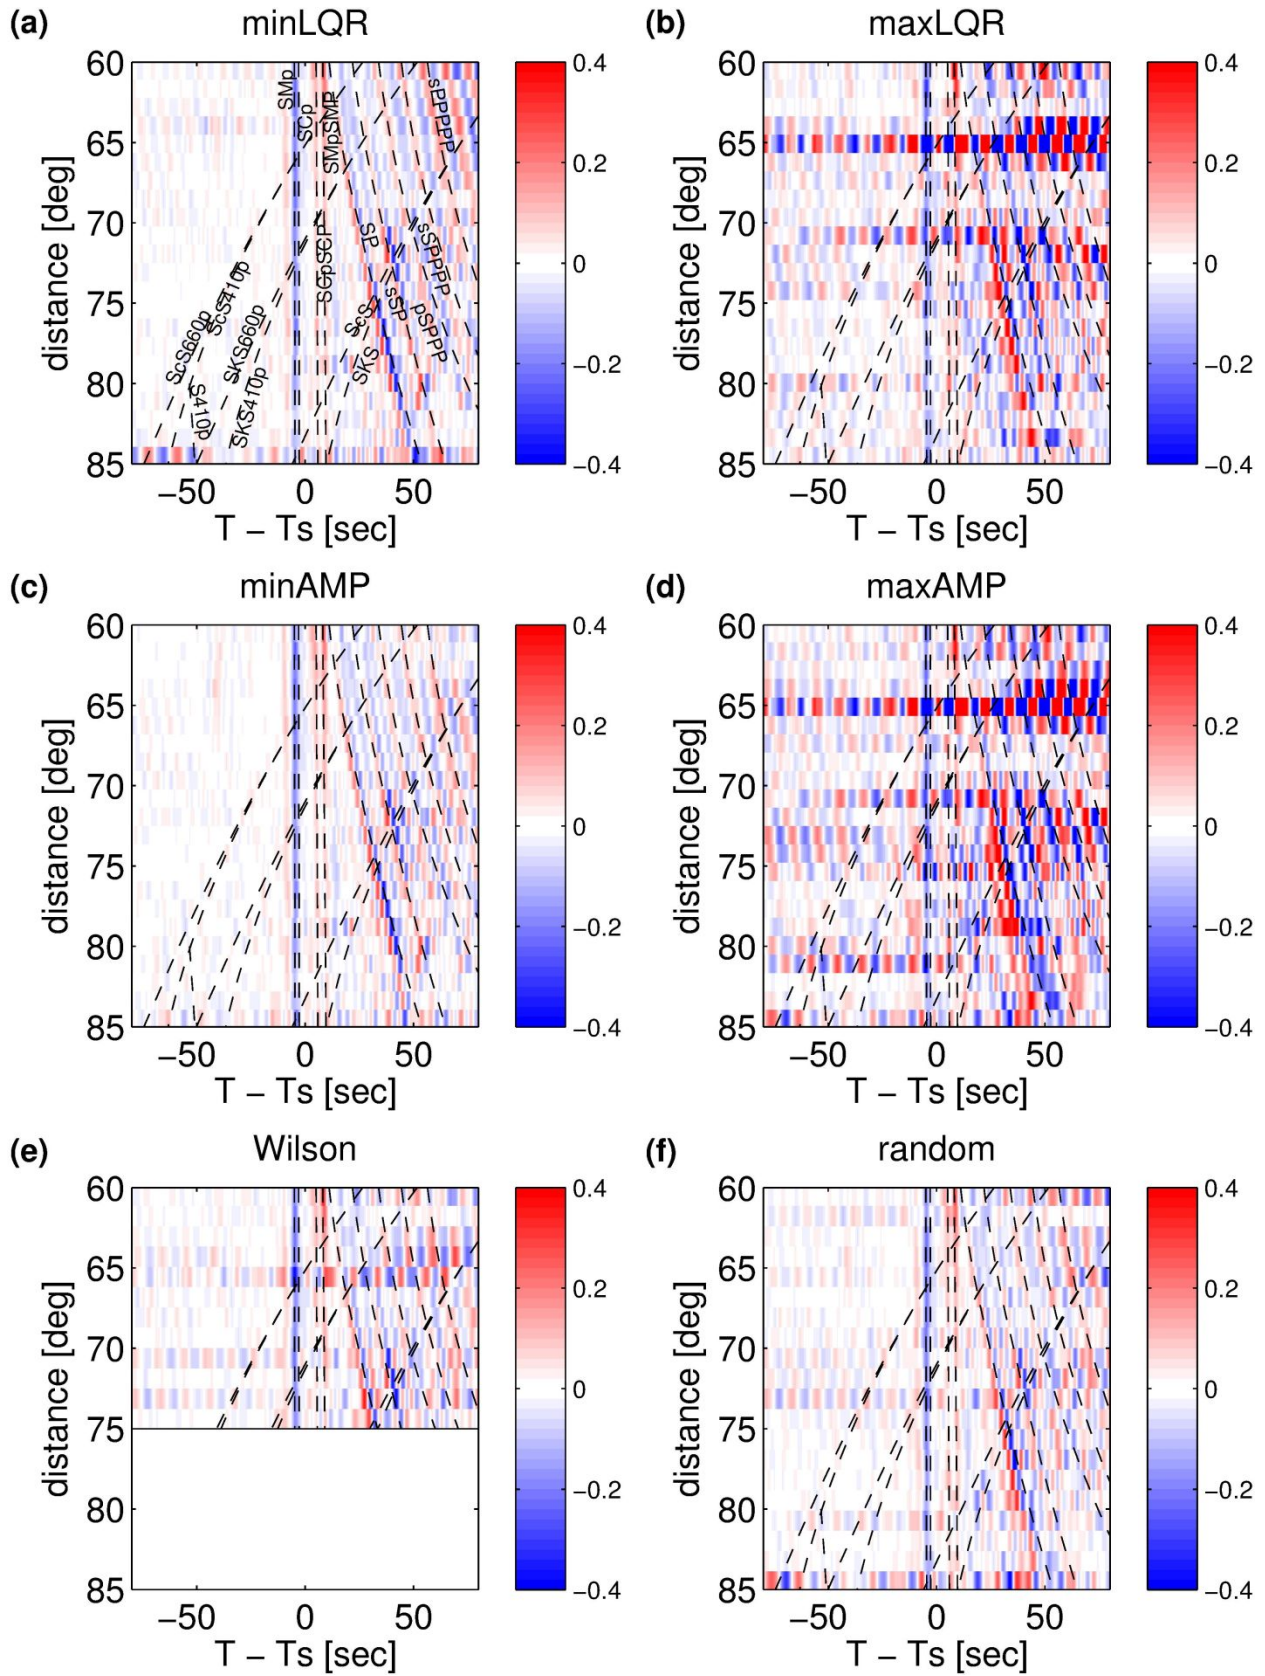 (a) minLQR
60
65
70
75
80
85
distance [deg]
−50 0 50
T − Ts [sec]
0.4
0.2
0
−0.2
−0.4
SMp
SCp
SMpSMP
sPPPPP
SCpSCP
SP
sSPPPP
ScS410p
ScS660p
SKS660p
S410p
SKS410p
ScS
SKS
sSP
pSPPP
(b) maxLQR
60
65
70
75
80
85
distance [deg]
−50 0 50
T − Ts [sec]
0.4
0.2
0
−0.2
−0.4
(c) minAMP
60
65
70
75
80
85
distance [deg]
−50 0 50
T − Ts [sec]
0.4
0.2
0
−0.2
−0.4
(d) maxAMP
60
65
70
75
80
85
distance [deg]
−50 0 50
T − Ts [sec]
0.4
0.2
0
−0.2
−0.4
(e) Wilson
60
65
70
75
80
85
distance [deg]
−50 0 50
T − Ts [sec]
0.4
0.2
0
−0.2
−0.4
(f) random
60
65
70
75
80
85
distance [deg]
−50 0 50
T − Ts [sec]
0.4
0.2
0
−0.2
−0.4